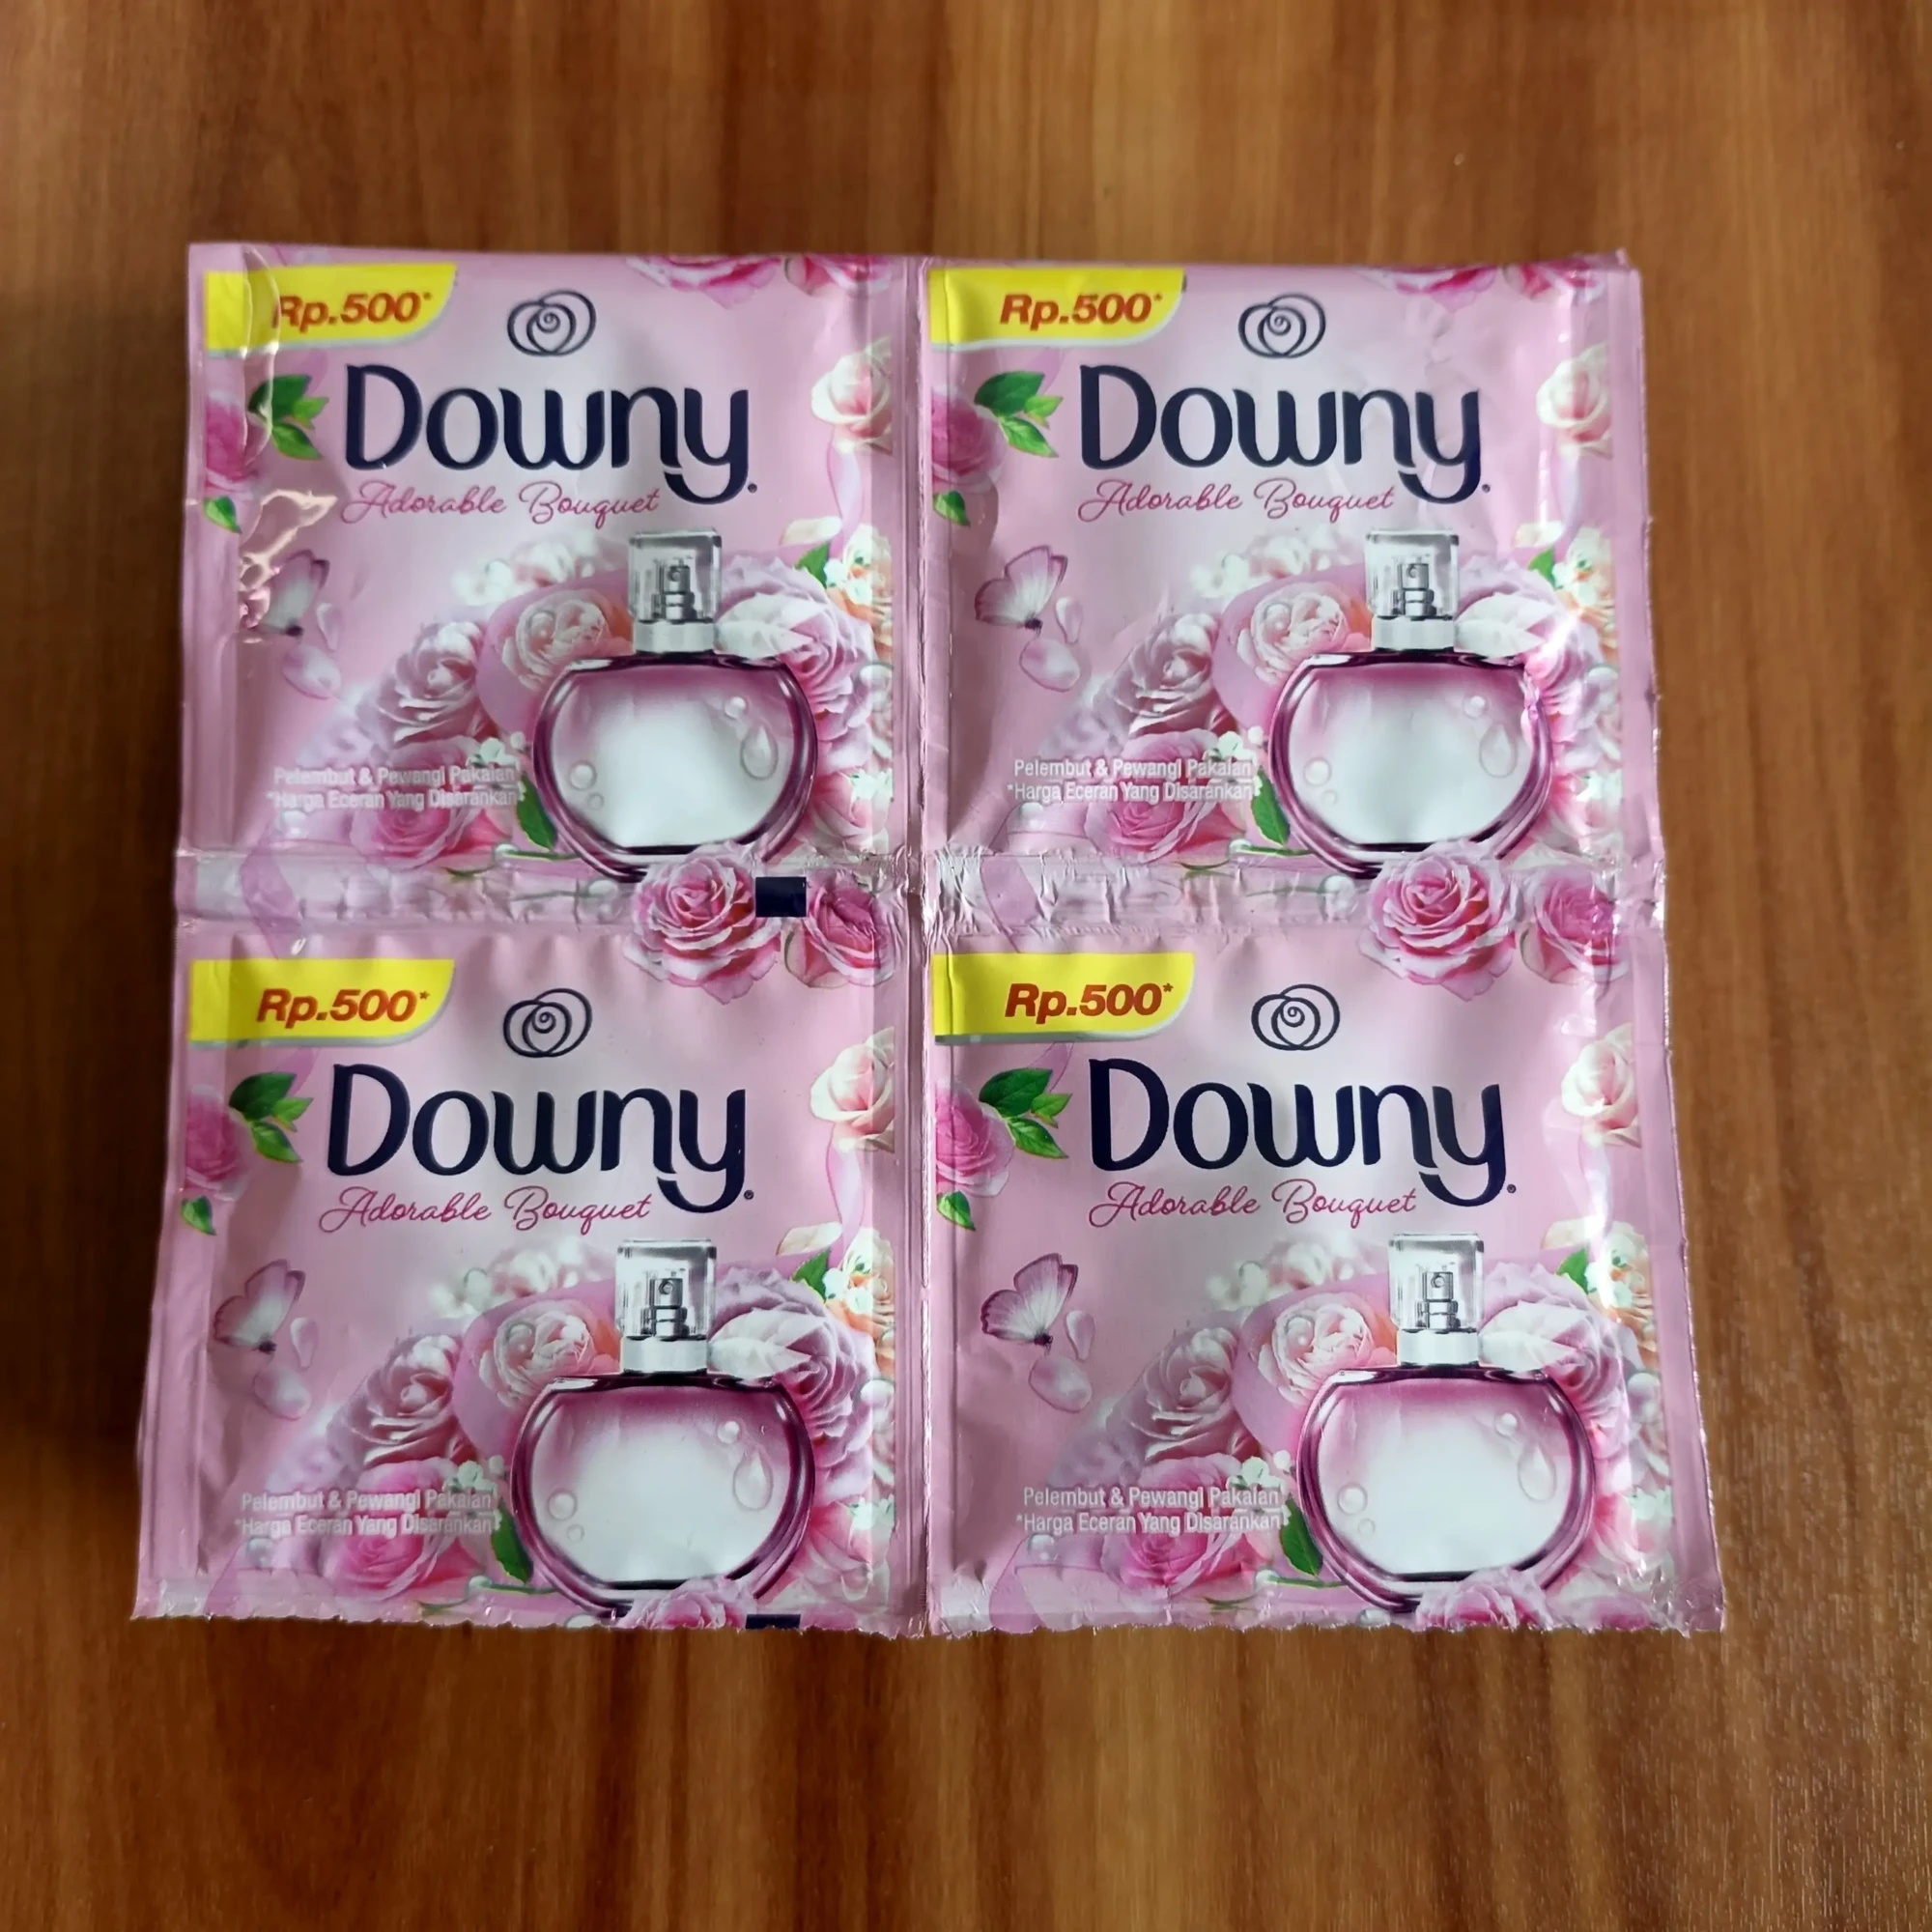 Rp.500*
Downy®
Adorable Bouquet
Pelembut & Pewangi Pakaian
*Harga Eceran Yang Disarankan
Rp.500*
Downy®
Adorable Bouquet
Pelembut & Pewangi Pakaian
*Harga Eceran Yang Disarankan
Rp.500*
Downy®
Adorable Bouquet
Pelembut & Pewangi Pakaian
*Harga Eceran Yang Disarankan
Rp.500*
Downy®
Adorable Bouquet
Pelembut & Pewangi Pakaian
*Harga Eceran Yang Disarankan